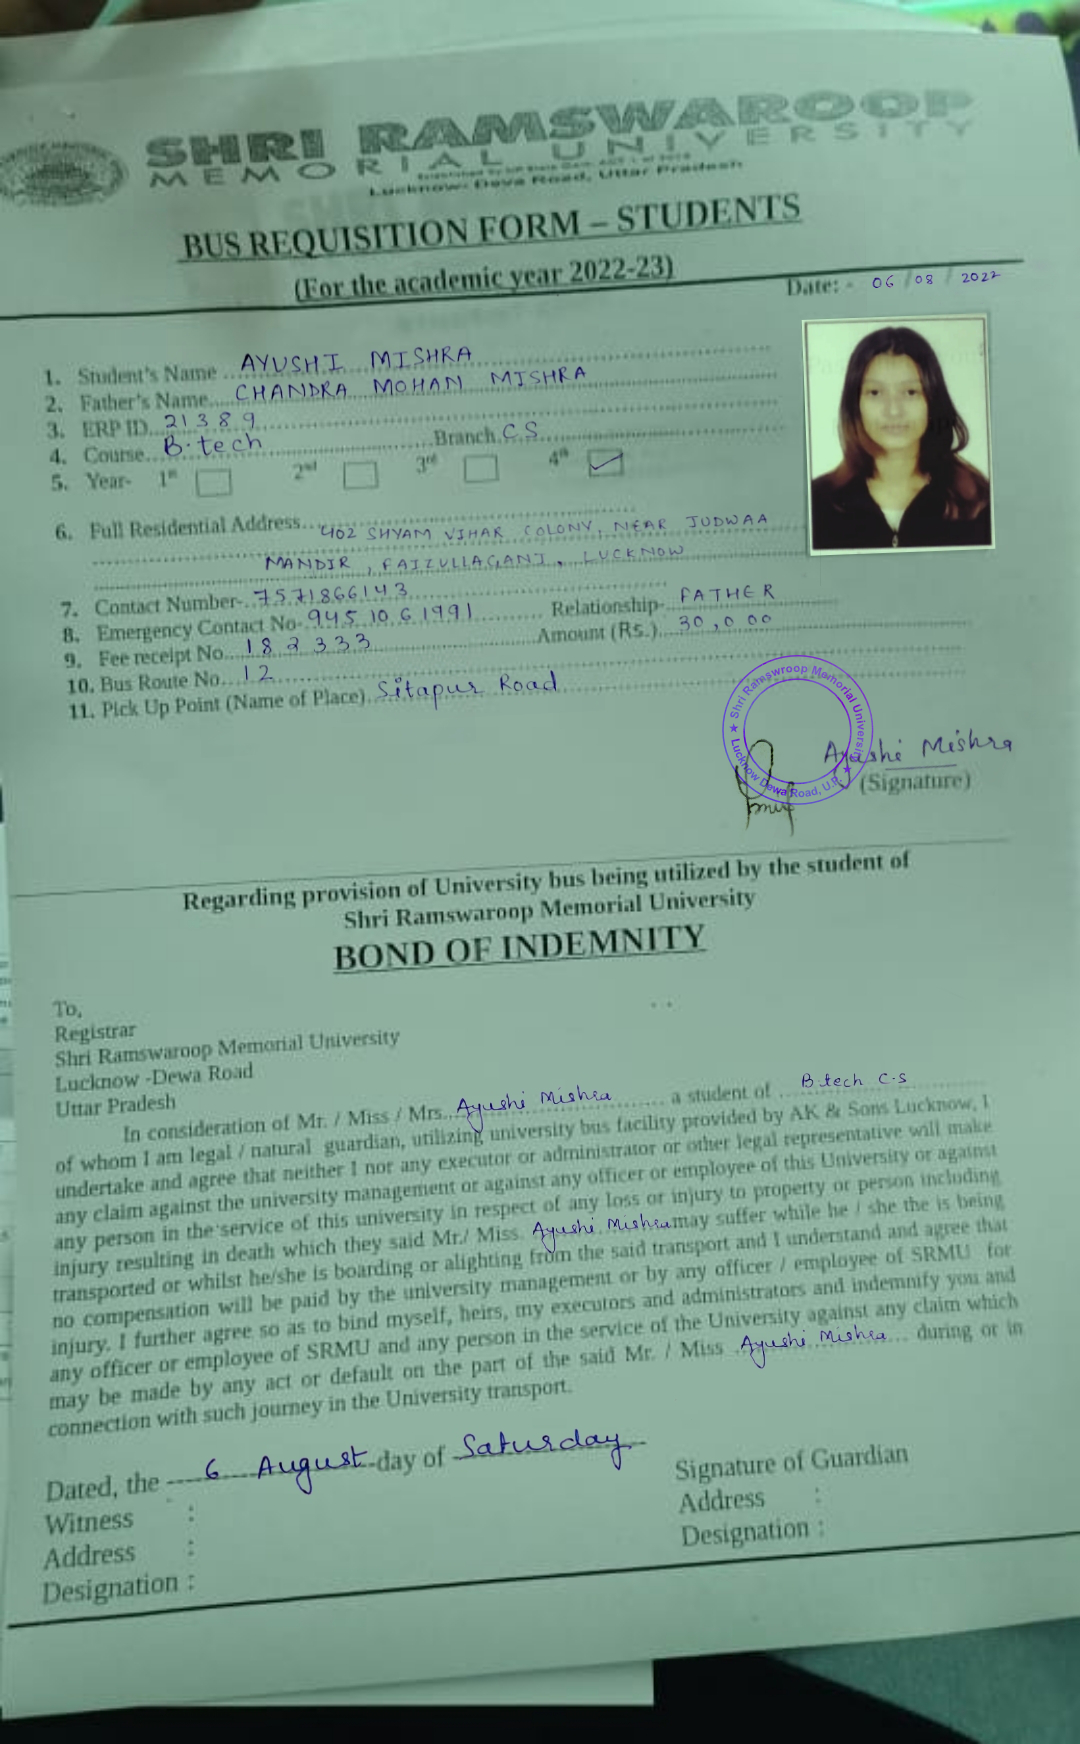 SHRI RAMSWAROOP
MEMORIAL UNIVERSITY
Lucknow- Deva Road, Uttar Pradesh
BUS REQUISITION FORM – STUDENTS
(For the academic year 2022-23)
Date: - 06/08/2022
1. Student's Name AYUSHI MISHRA
2. Father's Name CHANDRA MOHAN MISHRA
3. ERP ID 21389
4. Course B.tech Branch C.S
5. Year- 1st 2nd 3rd 4th ✓
6. Full Residential Address 402 SHYAM VIHAR COLONY, NEAR JUDWAA
MANDIR, FAIZULLAGANJ, LUCKNOW
7. Contact Number- 7571866143
8. Emergency Contact No- 9451061991 Relationship- FATHER
9. Fee receipt No. 182333 Amount (Rs.) 30,000
10. Bus Route No. 12
11. Pick Up Point (Name of Place) Sitapur Road
★ Shri Ramswroop Memorial University ★ Lucknow Dewa Road, U.P.
Ayushi Mishra
(Signature)
Regarding provision of University bus being utilized by the student of
Shri Ramswaroop Memorial University
BOND OF INDEMNITY
To,
Registrar
Shri Ramswaroop Memorial University
Lucknow -Dewa Road
Uttar Pradesh
In consideration of Mr. / Miss / Mrs. Ayushi Mishra a student of B.tech C.S
of whom I am legal / natural guardian, utilizing university bus facility provided by AK & Sons Lucknow, I
undertake and agree that neither I nor any executor or administrator or other legal representative will make
any claim against the university management or against any officer or employee of this University or against
any person in the service of this university in respect of any loss or injury to property or person including
injury resulting in death which they said Mr./ Miss. Ayushi Mishra may suffer while he / she the is being
transported or whilst he/she is boarding or alighting from the said transport and I understand and agree that
no compensation will be paid by the university management or by any officer / employee of SRMU for
injury. I further agree so as to bind myself, heirs, my executors and administrators and indemnify you and
any officer or employee of SRMU and any person in the service of the University against any claim which
may be made by any act or default on the part of the said Mr. / Miss Ayushi Mishra during or in
connection with such journey in the University transport.
Dated, the 6 August day of Saturday
Witness :
Address :
Designation :
Signature of Guardian
Address :
Designation :